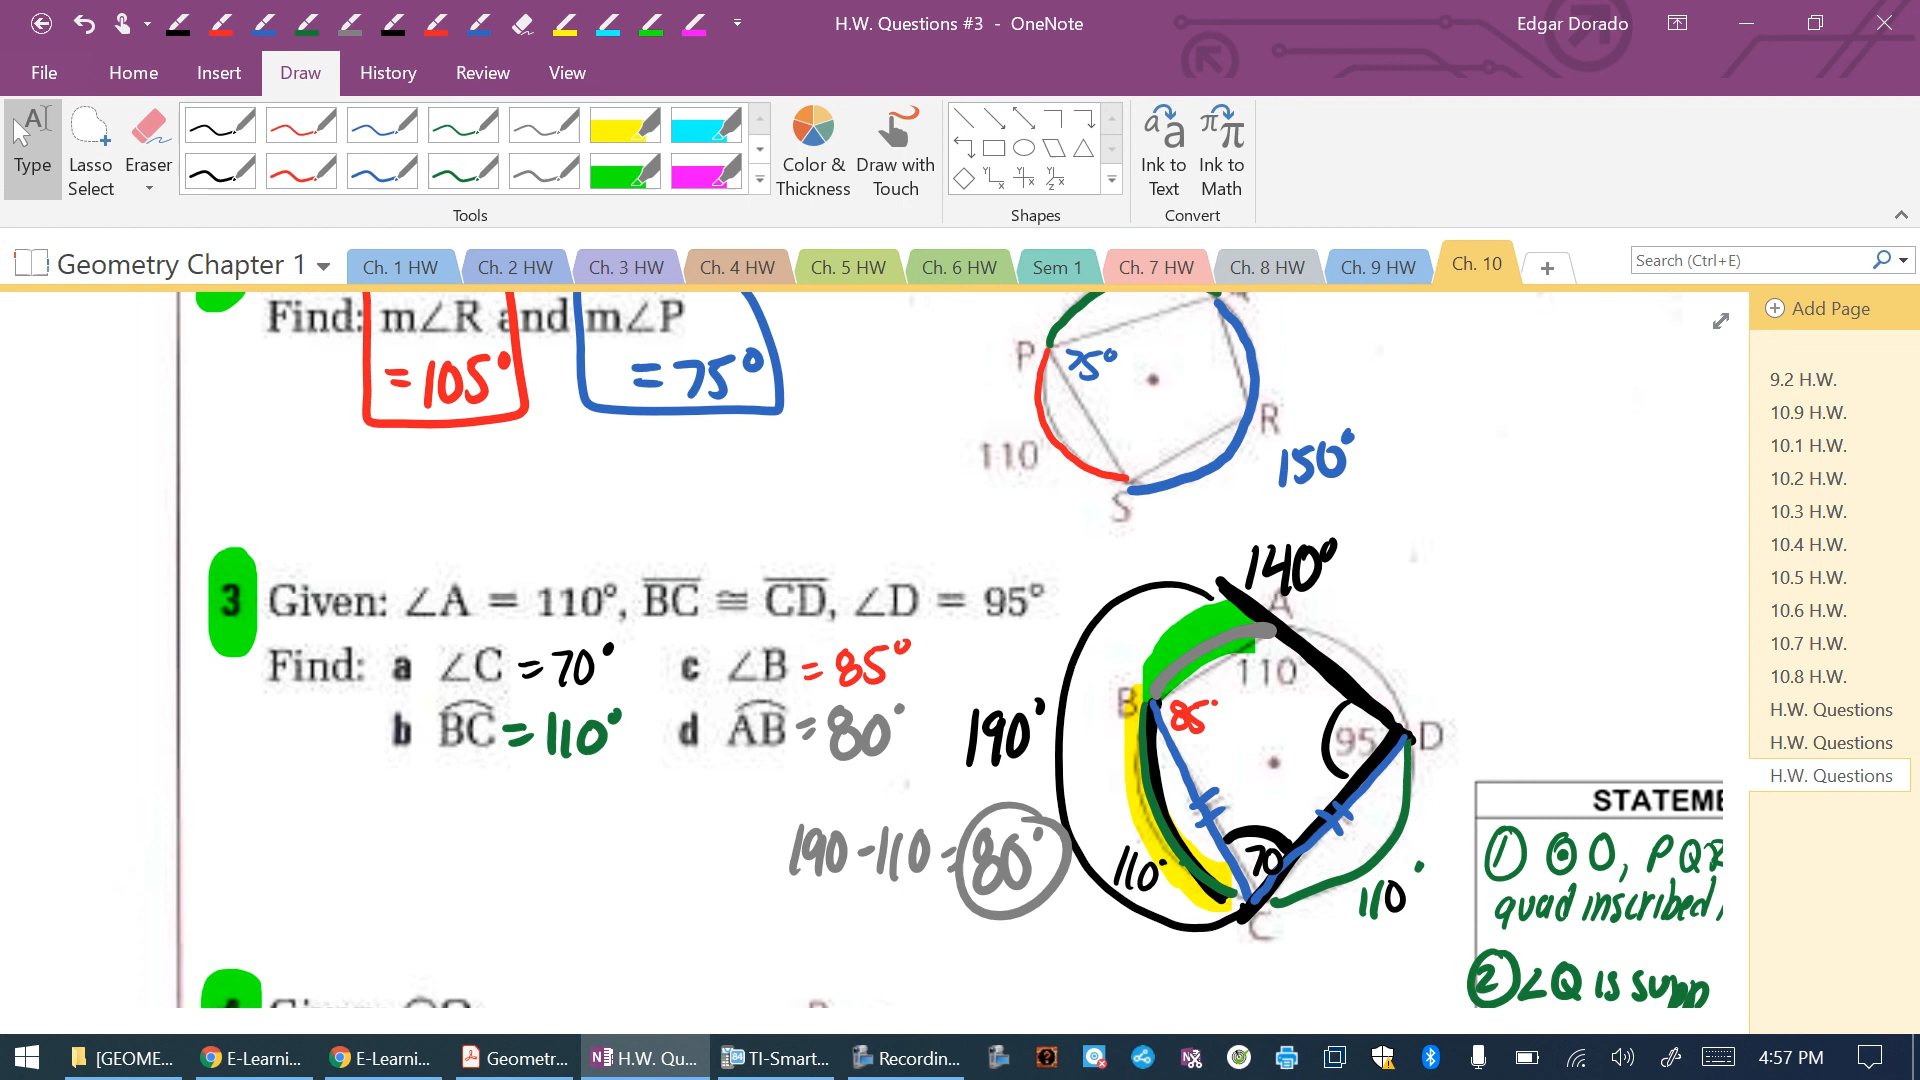 H.W. Questions #3 - OneNote
Edgar Dorado
File Home Insert Draw History Review View
Type
Lasso Select
Eraser
Color & Thickness
Draw with Touch
Ink to Text
Ink to Math
Tools
Shapes
Convert
Geometry Chapter 1
Ch. 1 HW Ch. 2 HW Ch. 3 HW Ch. 4 HW Ch. 5 HW Ch. 6 HW Sem 1 Ch. 7 HW Ch. 8 HW Ch. 9 HW Ch. 10
Search (Ctrl+E)
Add Page
9.2 H.W.
10.9 H.W.
10.1 H.W.
10.2 H.W.
10.3 H.W.
10.4 H.W.
10.5 H.W.
10.6 H.W.
10.7 H.W.
10.8 H.W.
H.W. Questions
H.W. Questions
H.W. Questions
Find: m∠R and m∠P
= 105°
= 75°
P 75°
R
110
150°
S
3 Given: ∠A = 110°, BC ≅ CD, ∠D = 95°
Find: a ∠C = 70° c ∠B = 85°
b BC = 110° d AB = 80°
190 - 110 = 80°
140°
A
110
B
85°
190°
95 D
70
110°
110°
C
STATEME
① ⊙O, PQR
quad inscribed
② ∠Q is supp
[GEOME...
E-Learni...
E-Learni...
Geometr...
H.W. Qu...
TI-Smart...
Recordin...
4:57 PM